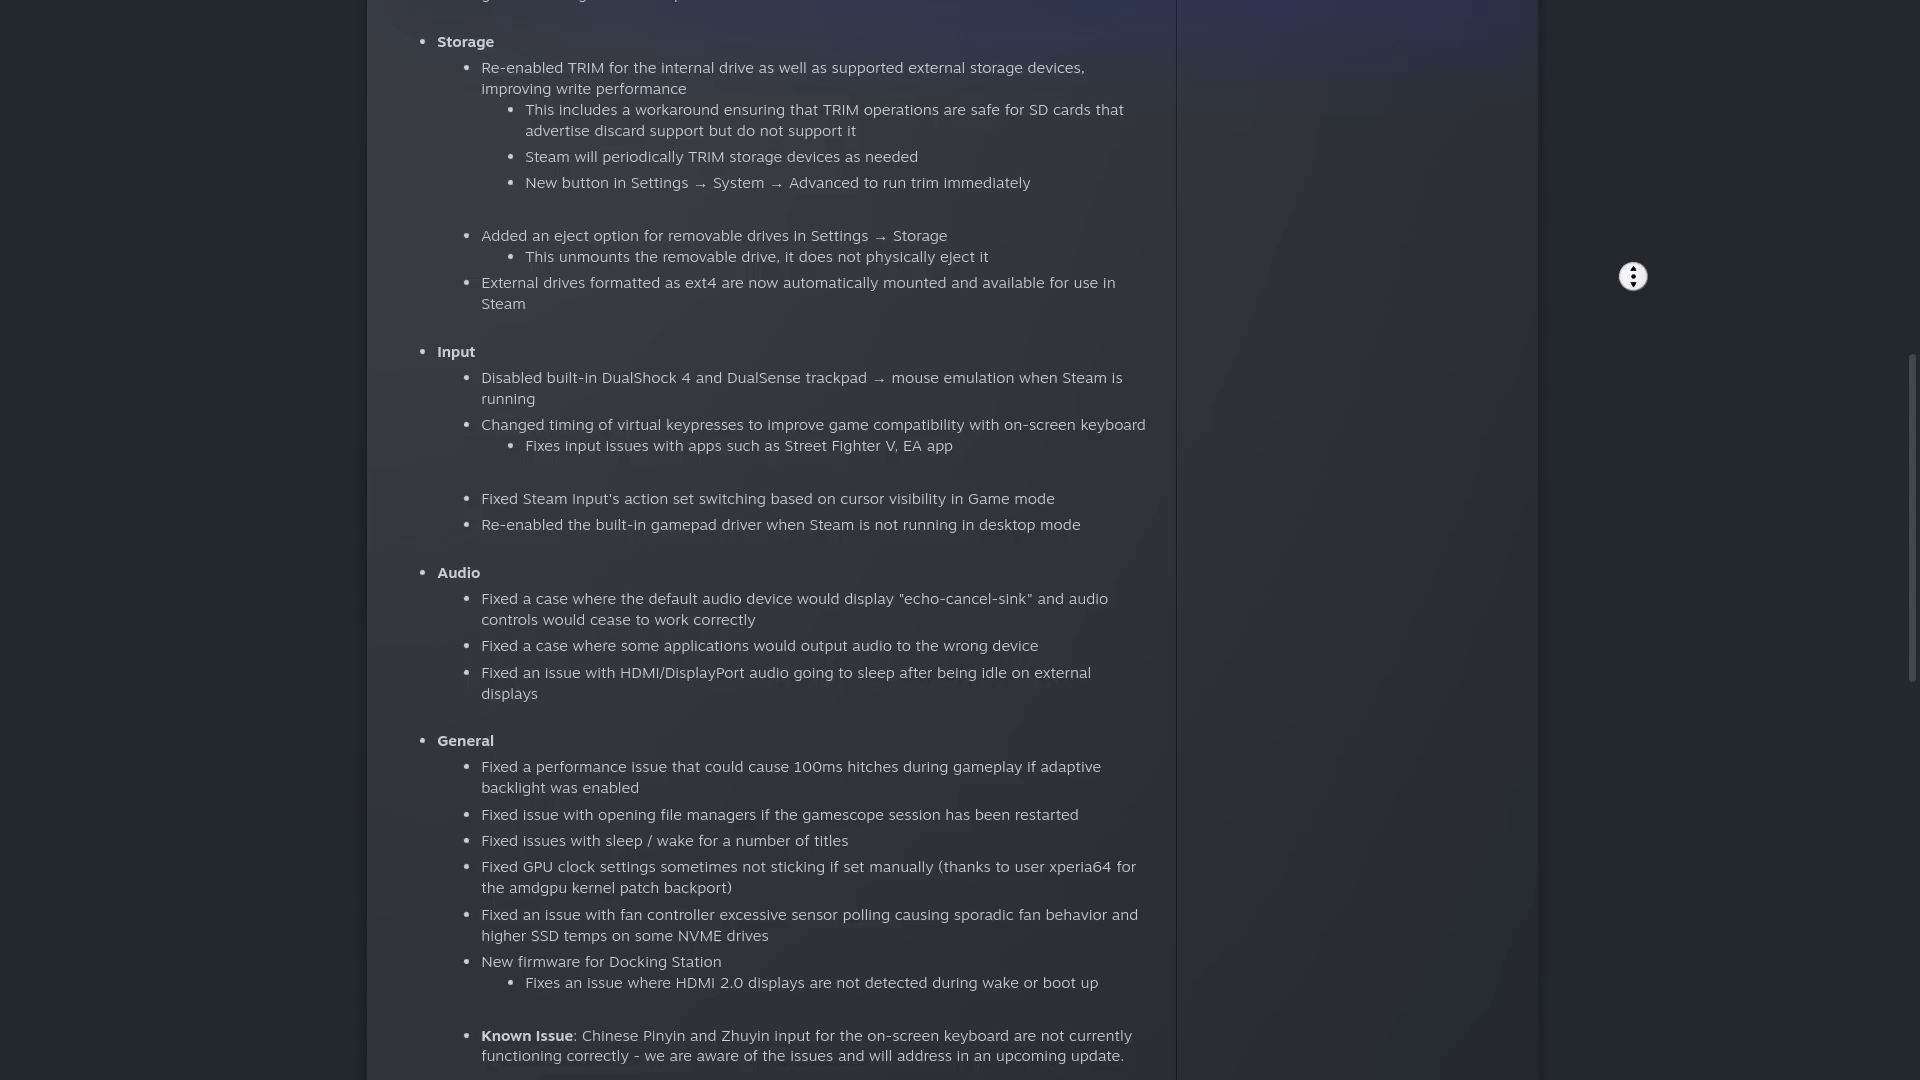 • Storage
• Re-enabled TRIM for the internal drive as well as supported external storage devices,
improving write performance
• This includes a workaround ensuring that TRIM operations are safe for SD cards that
advertise discard support but do not support it
• Steam will periodically TRIM storage devices as needed
• New button in Settings → System → Advanced to run trim immediately
• Added an eject option for removable drives in Settings → Storage
• This unmounts the removable drive, it does not physically eject it
• External drives formatted as ext4 are now automatically mounted and available for use in
Steam
• Input
• Disabled built-in DualShock 4 and DualSense trackpad → mouse emulation when Steam is
running
• Changed timing of virtual keypresses to improve game compatibility with on-screen keyboard
• Fixes input issues with apps such as Street Fighter V, EA app
• Fixed Steam Input's action set switching based on cursor visibility in Game mode
• Re-enabled the built-in gamepad driver when Steam is not running in desktop mode
• Audio
• Fixed a case where the default audio device would display "echo-cancel-sink" and audio
controls would cease to work correctly
• Fixed a case where some applications would output audio to the wrong device
• Fixed an issue with HDMI/DisplayPort audio going to sleep after being idle on external
displays
• General
• Fixed a performance issue that could cause 100ms hitches during gameplay if adaptive
backlight was enabled
• Fixed issue with opening file managers if the gamescope session has been restarted
• Fixed issues with sleep / wake for a number of titles
• Fixed GPU clock settings sometimes not sticking if set manually (thanks to user xperia64 for
the amdgpu kernel patch backport)
• Fixed an issue with fan controller excessive sensor polling causing sporadic fan behavior and
higher SSD temps on some NVME drives
• New firmware for Docking Station
• Fixes an issue where HDMI 2.0 displays are not detected during wake or boot up
• Known Issue: Chinese Pinyin and Zhuyin input for the on-screen keyboard are not currently
functioning correctly - we are aware of the issues and will address in an upcoming update.